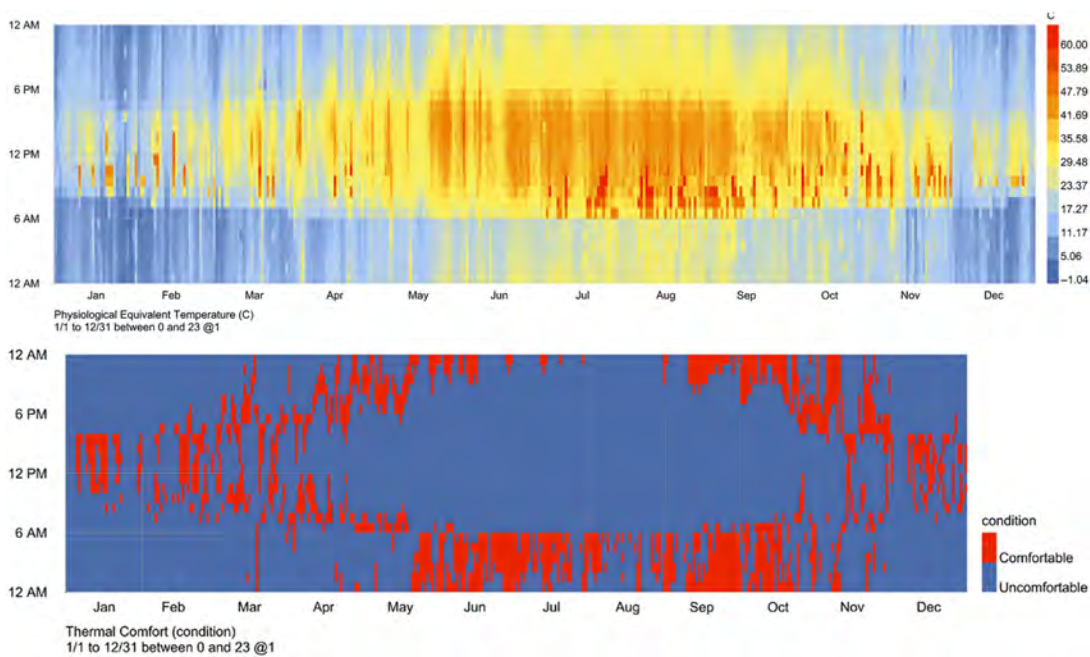 C
12 AM
6 PM
12 PM
6 AM
12 AM
60.00
53.89
47.79
41.69
35.58
29.48
23.37
17.27
11.17
5.06
−1.04
Jan Feb Mar Apr May Jun Jul Aug Sep Oct Nov Dec
Physiological Equivalent Temperature (C)
1/1 to 12/31 between 0 and 23 @1
12 AM
6 PM
12 PM
6 AM
12 AM
condition
Comfortable
Uncomfortable
Jan Feb Mar Apr May Jun Jul Aug Sep Oct Nov Dec
Thermal Comfort (condition)
1/1 to 12/31 between 0 and 23 @1